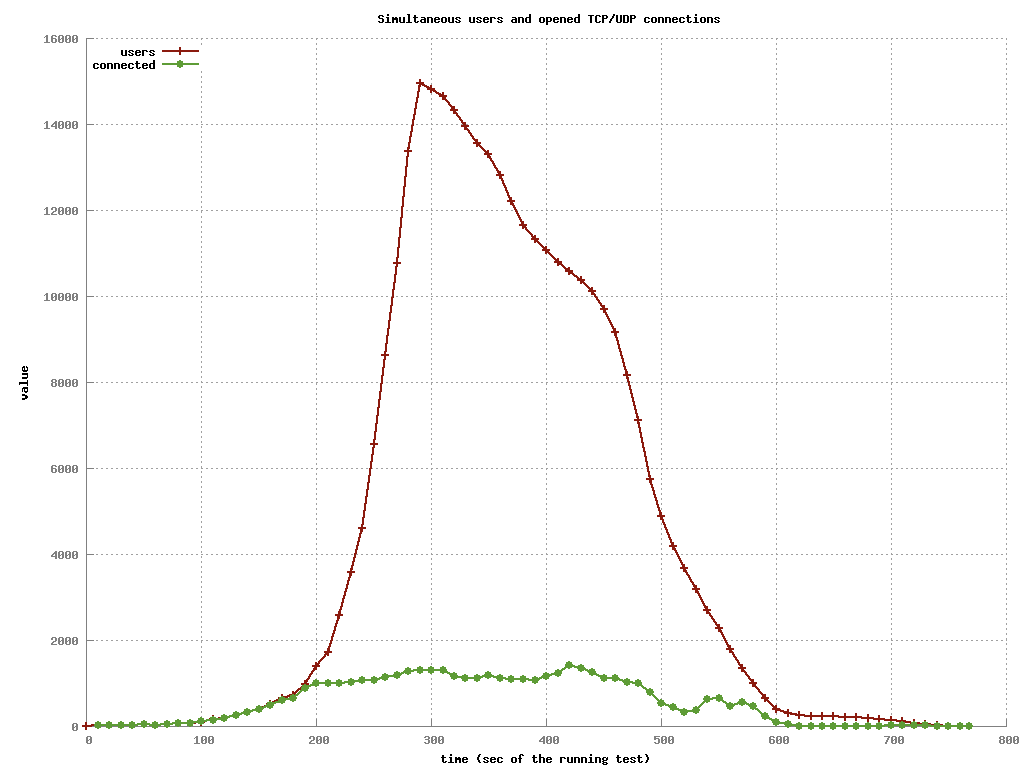 Simultaneous users and opened TCP/UDP connections
16000
users
connected
14000
12000
10000
value
8000
6000
4000
2000
0
0 100 200 300 400 500 600 700 800
time (sec of the running test)